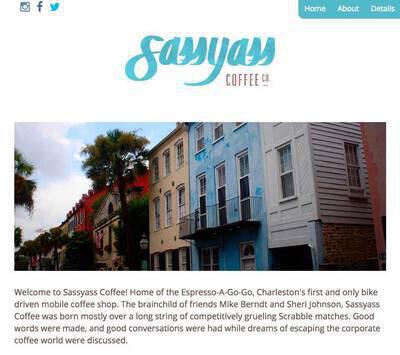 Home About Details
Sassyass
COFFEE CO.
Welcome to Sassyass Coffee! Home of the Espresso-A-Go-Go, Charleston's first and only bike
driven mobile coffee shop. The brainchild of friends Mike Berndt and Sheri Johnson, Sassyass
Coffee was born mostly over a long string of competitively grueling Scrabble matches. Good
words were made, and good conversations were had while dreams of escaping the corporate
coffee world were discussed.